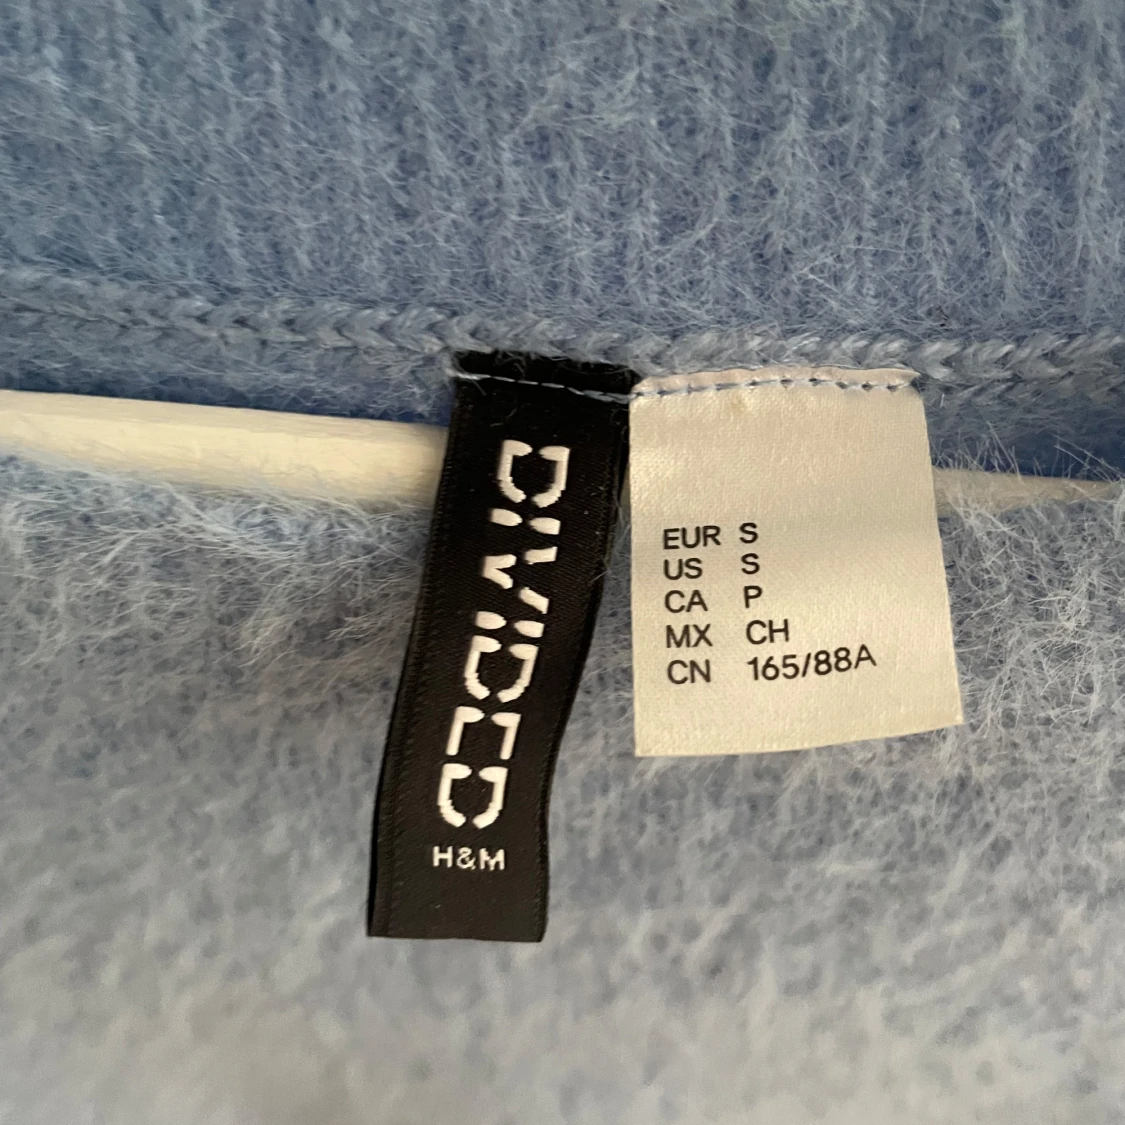 DIVIDED
H&M
EUR S
US S
CA P
MX CH
CN 165/88A